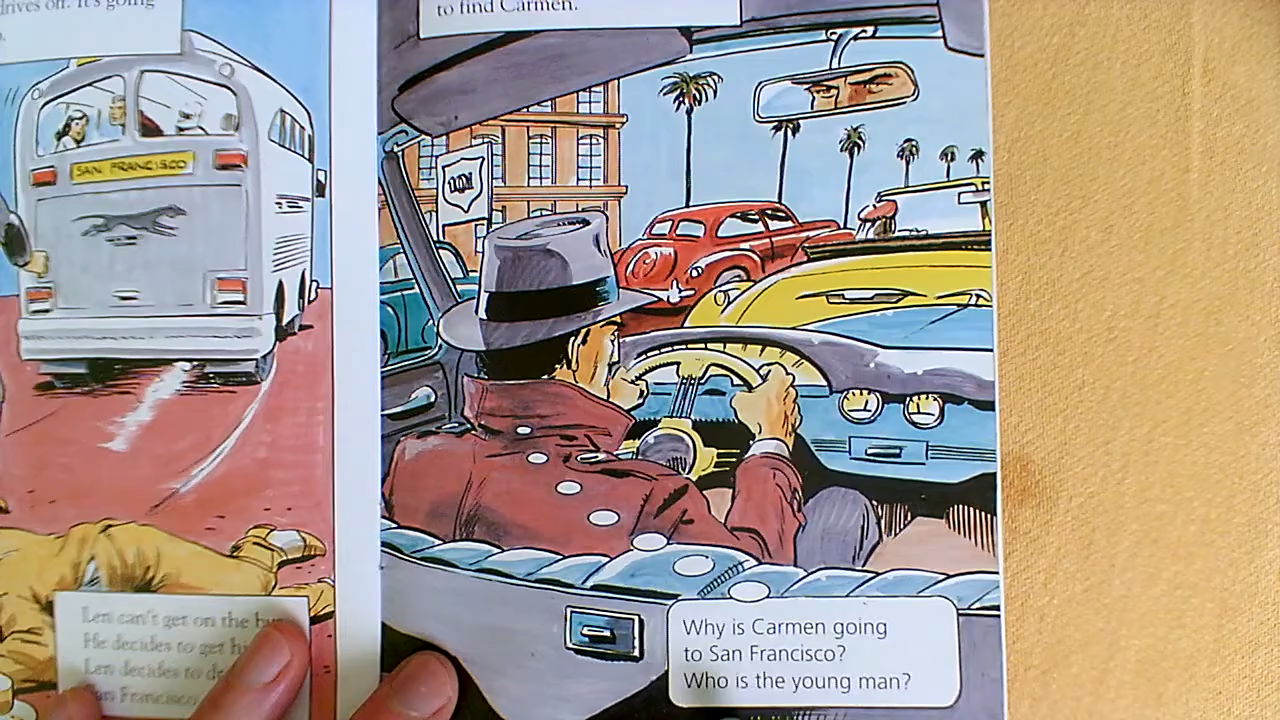 drives off. It's going
SAN FRANCISCO
Len can't get on the
He decides to get
Len decides to
San Francisco
to find Carmen.
101
Why is Carmen going
to San Francisco?
Who is the young man?